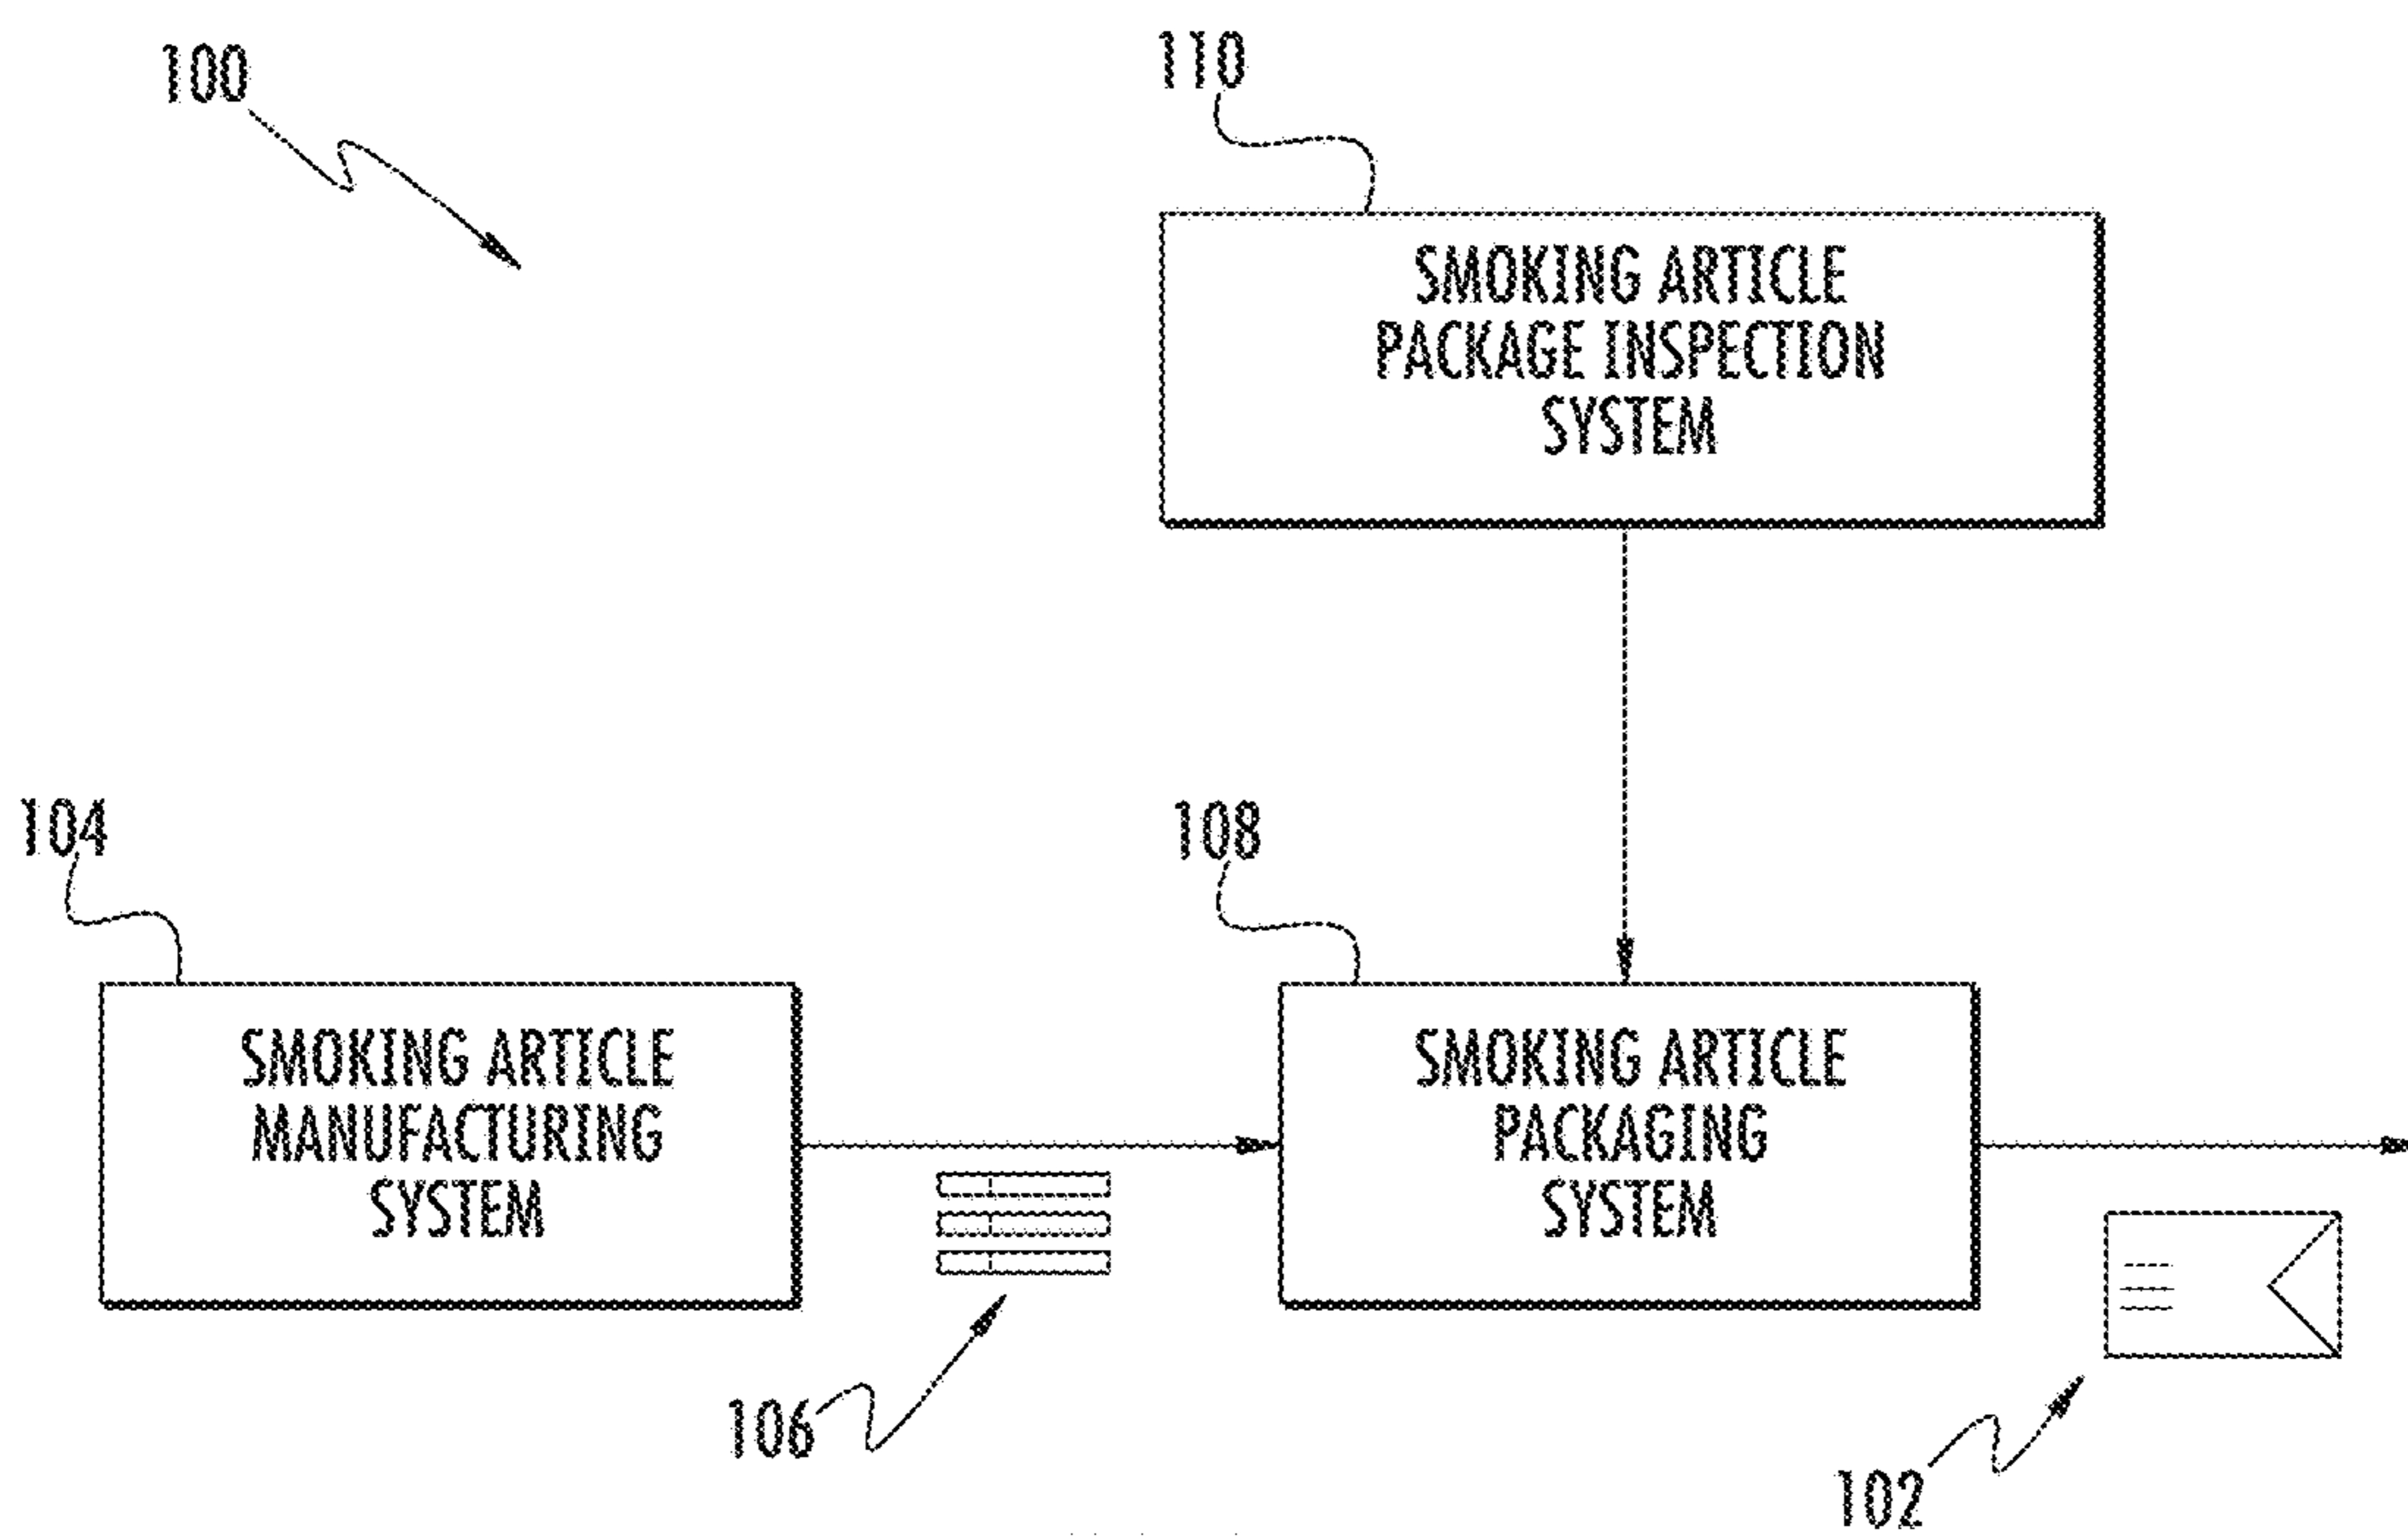 100
110
SMOKING ARTICLE
PACKAGE INSPECTION
SYSTEM
104
108
SMOKING ARTICLE
MANUFACTURING
SYSTEM
SMOKING ARTICLE
PACKAGING
SYSTEM
106
102